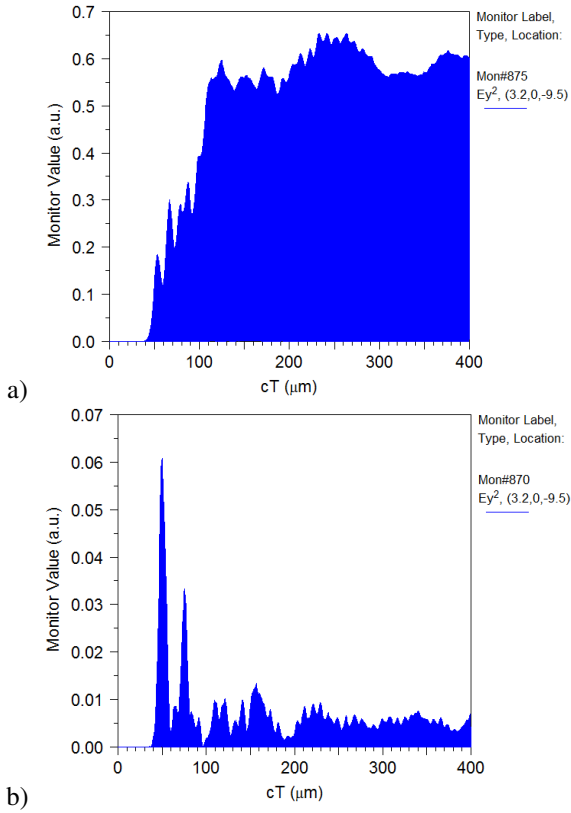 0.7
0.6
0.5
0.4
0.3
0.2
0.1
0.0
Monitor Value (a.u.)
0 100 200 300 400
cT (μm)
Monitor Label,
Type, Location:
Mon#875
Ey², (3.2,0,-9.5)
a)
0.07
0.06
0.05
0.04
0.03
0.02
0.01
0.00
Monitor Value (a.u.)
0 100 200 300 400
cT (μm)
Monitor Label,
Type, Location:
Mon#870
Ey², (3.2,0,-9.5)
b)